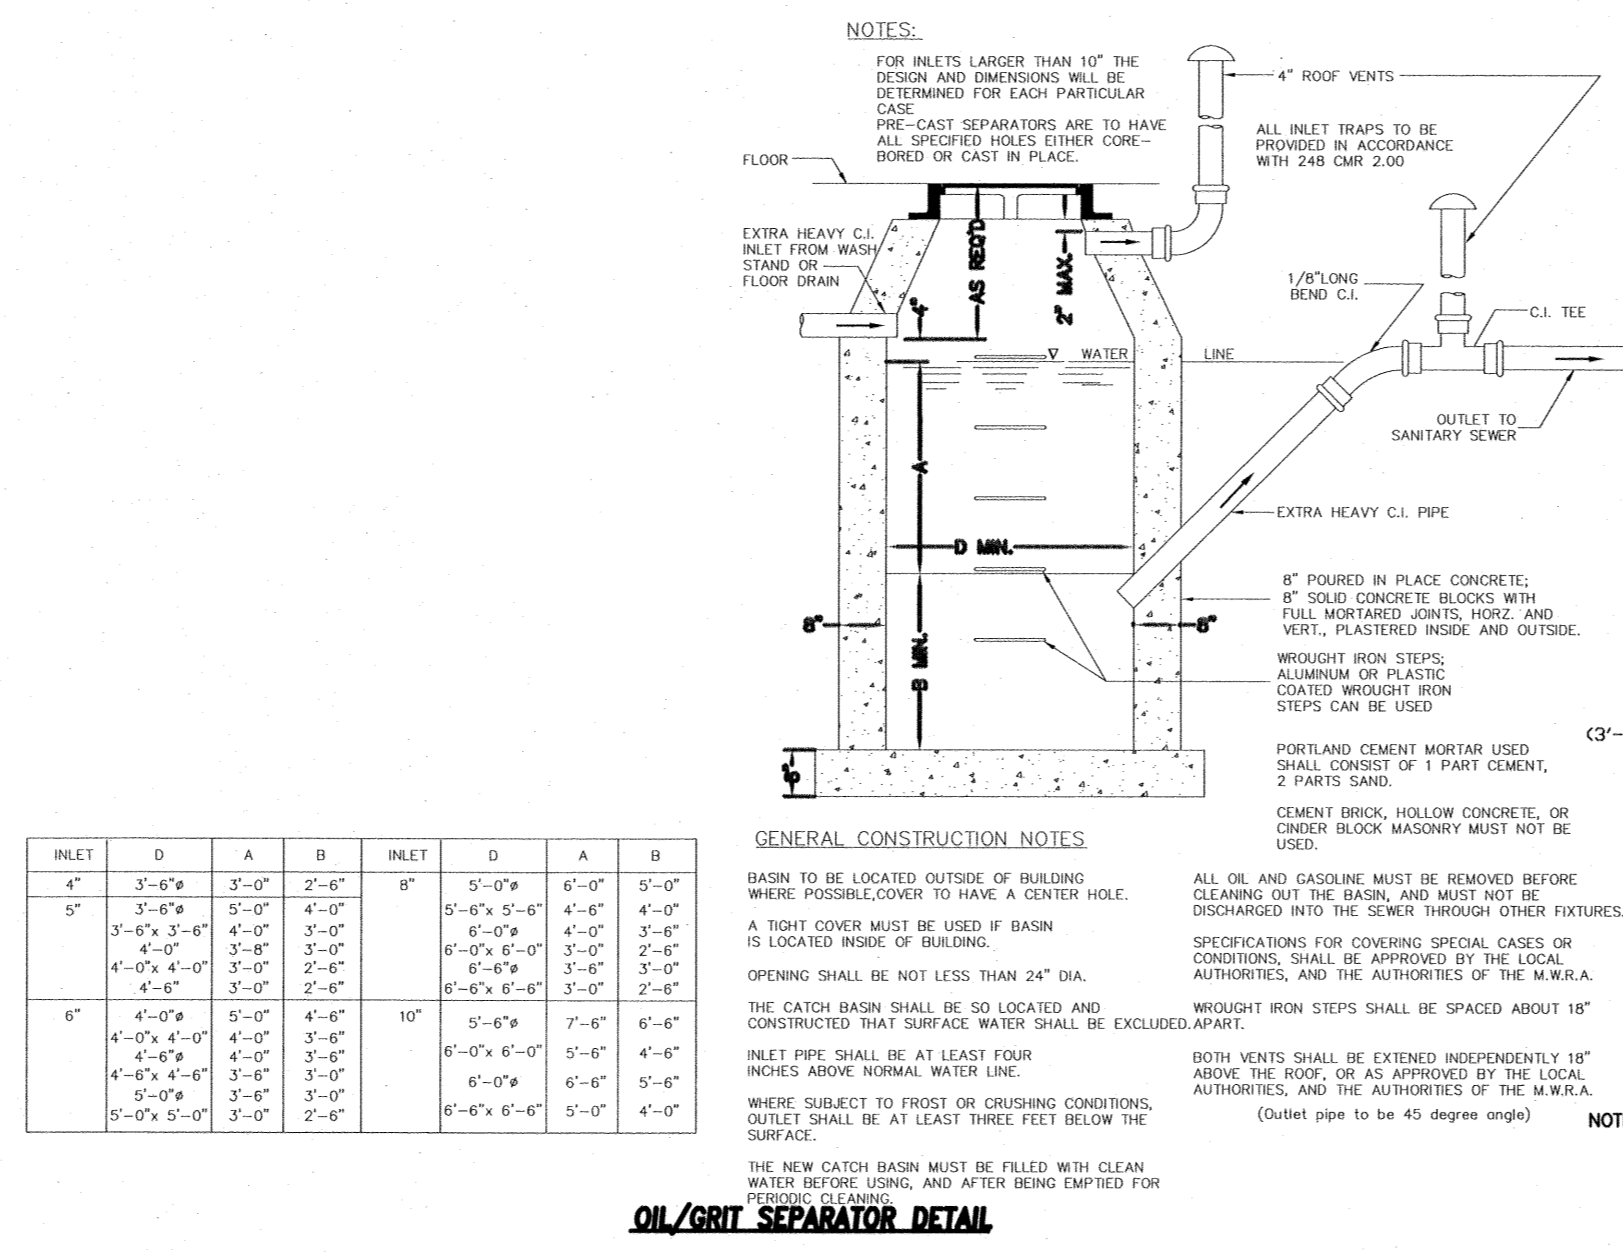 NOTES:
FOR INLETS LARGER THAN 10" THE
DESIGN AND DIMENSIONS WILL BE
DETERMINED FOR EACH PARTICULAR
CASE
PRE-CAST SEPARATORS ARE TO HAVE
ALL SPECIFIED HOLES EITHER CORE-
BORED OR CAST IN PLACE.
4" ROOF VENTS
ALL INLET TRAPS TO BE
PROVIDED IN ACCORDANCE
WITH 248 CMR 2.00
FLOOR
EXTRA HEAVY C.I.
INLET FROM WASH
STAND OR
FLOOR DRAIN
AS REQ'D
2" MAX.
4"
1/8"LONG
BEND C.I.
C.I. TEE
WATER LINE
OUTLET TO
SANITARY SEWER
A
EXTRA HEAVY C.I. PIPE
D MIN.
8"
8"
B MIN.
6"
8" POURED IN PLACE CONCRETE;
8" SOLID CONCRETE BLOCKS WITH
FULL MORTARED JOINTS, HORZ. AND
VERT., PLASTERED INSIDE AND OUTSIDE.
WROUGHT IRON STEPS;
ALUMINUM OR PLASTIC
COATED WROUGHT IRON
STEPS CAN BE USED
(3'-
PORTLAND CEMENT MORTAR USED
SHALL CONSIST OF 1 PART CEMENT,
2 PARTS SAND.
CEMENT BRICK, HOLLOW CONCRETE, OR
CINDER BLOCK MASONRY MUST NOT BE
USED.
INLET D A B INLET D A B
4" 3'-6"ø 3'-0" 2'-6" 8" 5'-0"ø 6'-0" 5'-0"
5" 3'-6"ø 5'-0" 4'-0" 5'-6"x 5'-6" 4'-6" 4'-0"
3'-6"x 3'-6" 4'-0" 3'-0" 6'-0"ø 4'-0" 3'-6"
4'-0" 3'-8" 3'-0" 6'-0"x 6'-0" 3'-0" 2'-6"
4'-0"x 4'-0" 3'-0" 2'-6" 6'-6"ø 3'-6" 3'-0"
4'-6" 3'-0" 2'-6" 6'-6"x 6'-6" 3'-0" 2'-6"
6" 4'-0"ø 5'-0" 4'-6" 10" 5'-6"ø 7'-6" 6'-6"
4'-0"x 4'-0" 4'-0" 3'-6"
4'-6"ø 4'-0" 3'-6" 6'-0"x 6'-0" 5'-6" 4'-6"
4'-6"x 4'-6" 3'-6" 3'-0"
5'-0"ø 3'-6" 3'-0" 6'-0"ø 6'-6" 5'-6"
5'-0"x 5'-0" 3'-0" 2'-6" 6'-6"x 6'-6" 5'-0" 4'-0"
GENERAL CONSTRUCTION NOTES
BASIN TO BE LOCATED OUTSIDE OF BUILDING
WHERE POSSIBLE,COVER TO HAVE A CENTER HOLE.
A TIGHT COVER MUST BE USED IF BASIN
IS LOCATED INSIDE OF BUILDING.
OPENING SHALL BE NOT LESS THAN 24" DIA.
THE CATCH BASIN SHALL BE SO LOCATED AND
CONSTRUCTED THAT SURFACE WATER SHALL BE EXCLUDED.
INLET PIPE SHALL BE AT LEAST FOUR
INCHES ABOVE NORMAL WATER LINE.
WHERE SUBJECT TO FROST OR CRUSHING CONDITIONS,
OUTLET SHALL BE AT LEAST THREE FEET BELOW THE
SURFACE.
THE NEW CATCH BASIN MUST BE FILLED WITH CLEAN
WATER BEFORE USING, AND AFTER BEING EMPTIED FOR
PERIODIC CLEANING.
ALL OIL AND GASOLINE MUST BE REMOVED BEFORE
CLEANING OUT THE BASIN, AND MUST NOT BE
DISCHARGED INTO THE SEWER THROUGH OTHER FIXTURES.
SPECIFICATIONS FOR COVERING SPECIAL CASES OR
CONDITIONS, SHALL BE APPROVED BY THE LOCAL
AUTHORITIES, AND THE AUTHORITIES OF THE M.W.R.A.
WROUGHT IRON STEPS SHALL BE SPACED ABOUT 18"
APART.
BOTH VENTS SHALL BE EXTENED INDEPENDENTLY 18"
ABOVE THE ROOF, OR AS APPROVED BY THE LOCAL
AUTHORITIES, AND THE AUTHORITIES OF THE M.W.R.A.
(Outlet pipe to be 45 degree angle)
OIL/GRIT SEPARATOR DETAIL